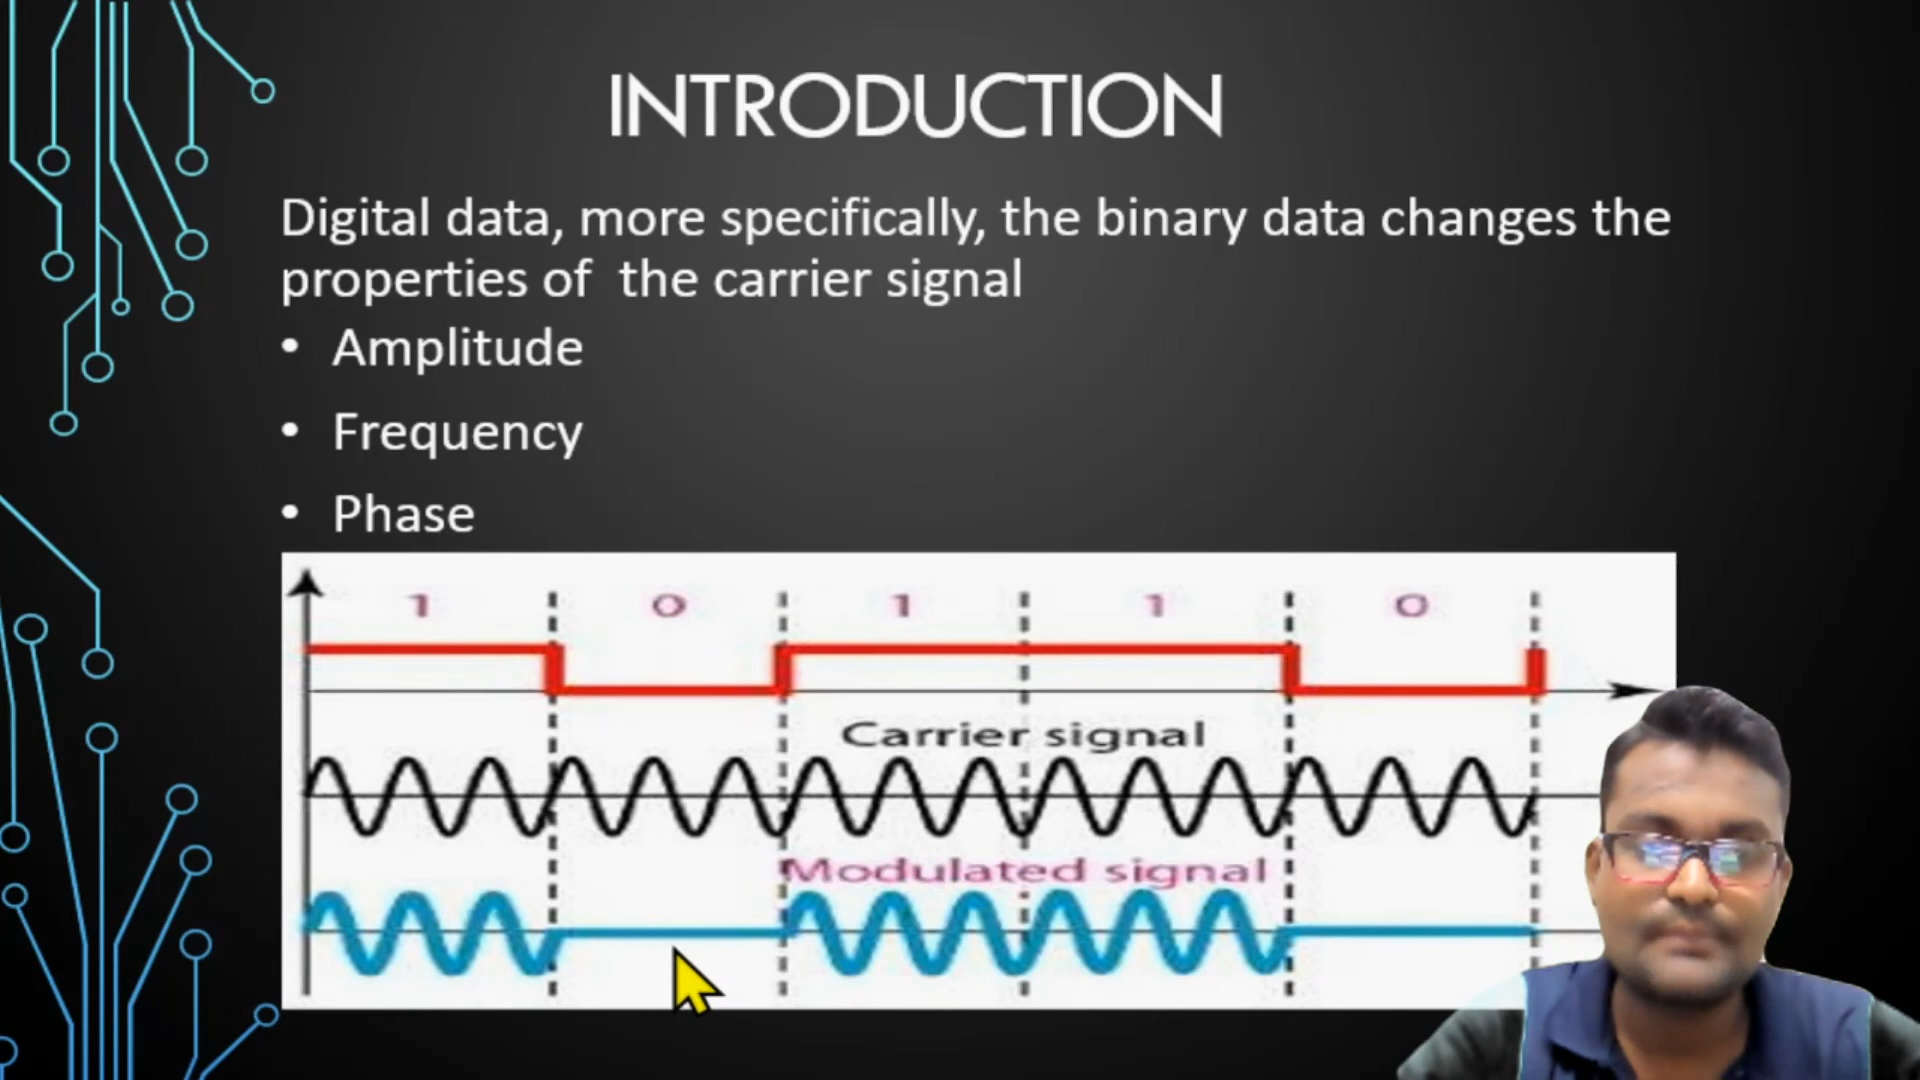 INTRODUCTION
Digital data, more specifically, the binary data changes the
properties of the carrier signal
• Amplitude
• Frequency
• Phase
1 0 1 1 0
Carrier signal
Modulated signal